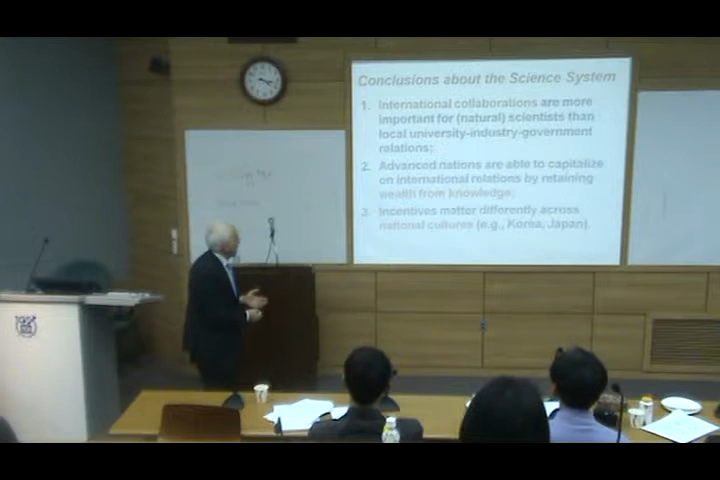 Conclusions about the Science System
1. International collaborations are more
important for (natural) scientists than
local university-industry-government
relations;
2. Advanced nations are able to capitalize
on international relations by retaining
wealth from knowledge;
3. Incentives matter differently across
national cultures (e.g., Korea, Japan).